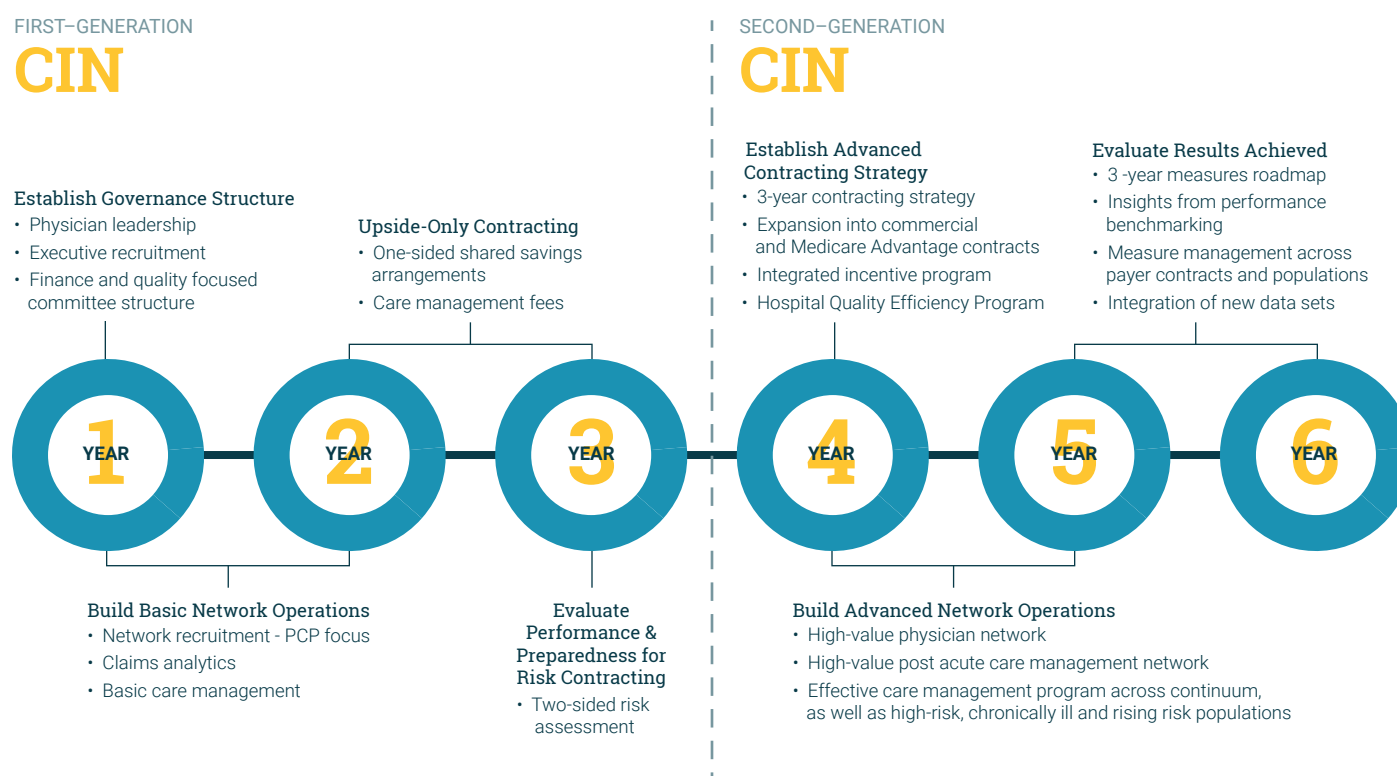 FIRST–GENERATION
CIN
Establish Governance Structure
• Physician leadership
• Executive recruitment
• Finance and quality focused
committee structure
Upside-Only Contracting
• One-sided shared savings
arrangements
• Care management fees
YEAR 1
YEAR 2
YEAR 3
Build Basic Network Operations
• Network recruitment - PCP focus
• Claims analytics
• Basic care management
Evaluate
Performance &
Preparedness for
Risk Contracting
• Two-sided risk
assessment
SECOND–GENERATION
CIN
Establish Advanced
Contracting Strategy
• 3-year contracting strategy
• Expansion into commercial
and Medicare Advantage contracts
• Integrated incentive program
• Hospital Quality Efficiency Program
Evaluate Results Achieved
• 3 -year measures roadmap
• Insights from performance
benchmarking
• Measure management across
payer contracts and populations
• Integration of new data sets
YEAR 4
YEAR 5
YEAR 6
Build Advanced Network Operations
• High-value physician network
• High-value post acute care management network
• Effective care management program across continuum,
as well as high-risk, chronically ill and rising risk populations